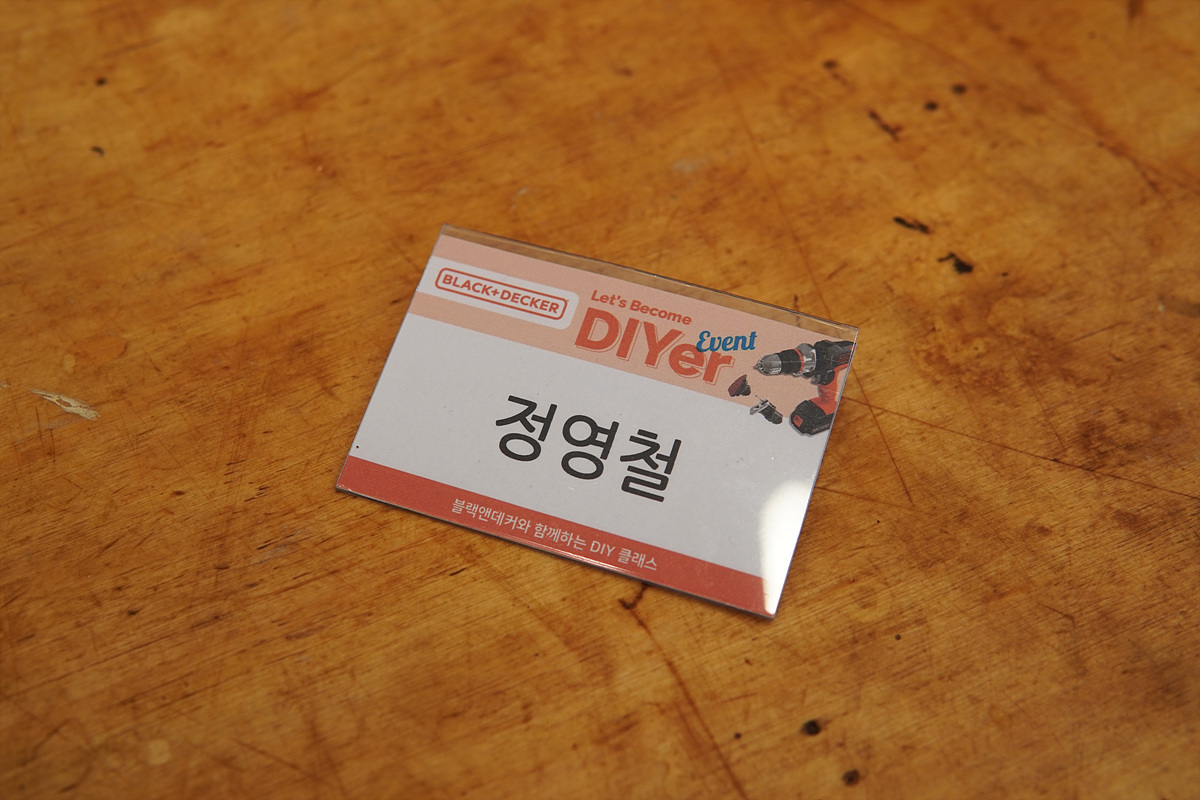 BLACK+DECKER
Let's Become
DIYer Event
정영철
블랙앤데커와 함께하는 DIY 클래스